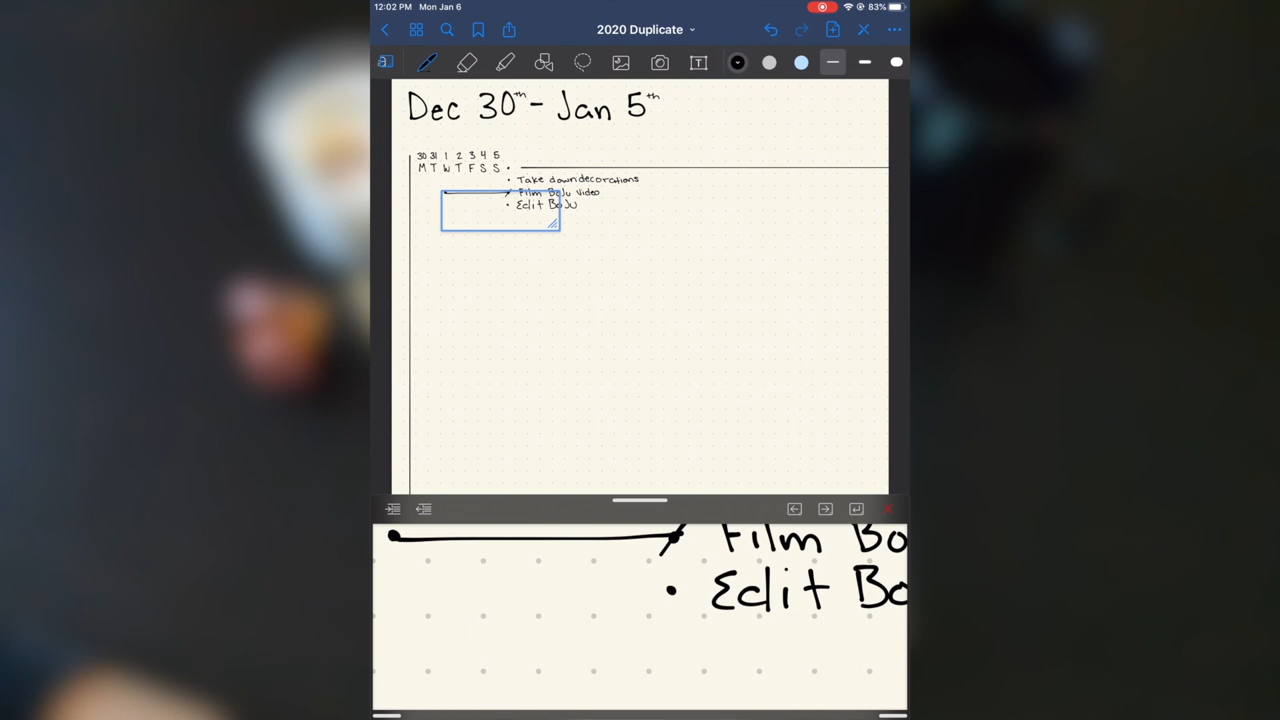 12:02 PM Mon Jan 6 83%
2020 Duplicate
T
Dec 30th - Jan 5th
30 31 1 2 3 4 5
M T W T F S S
Take down decorations
Film BoJu video
Edit BoJu
Film Bo
Edit Bo